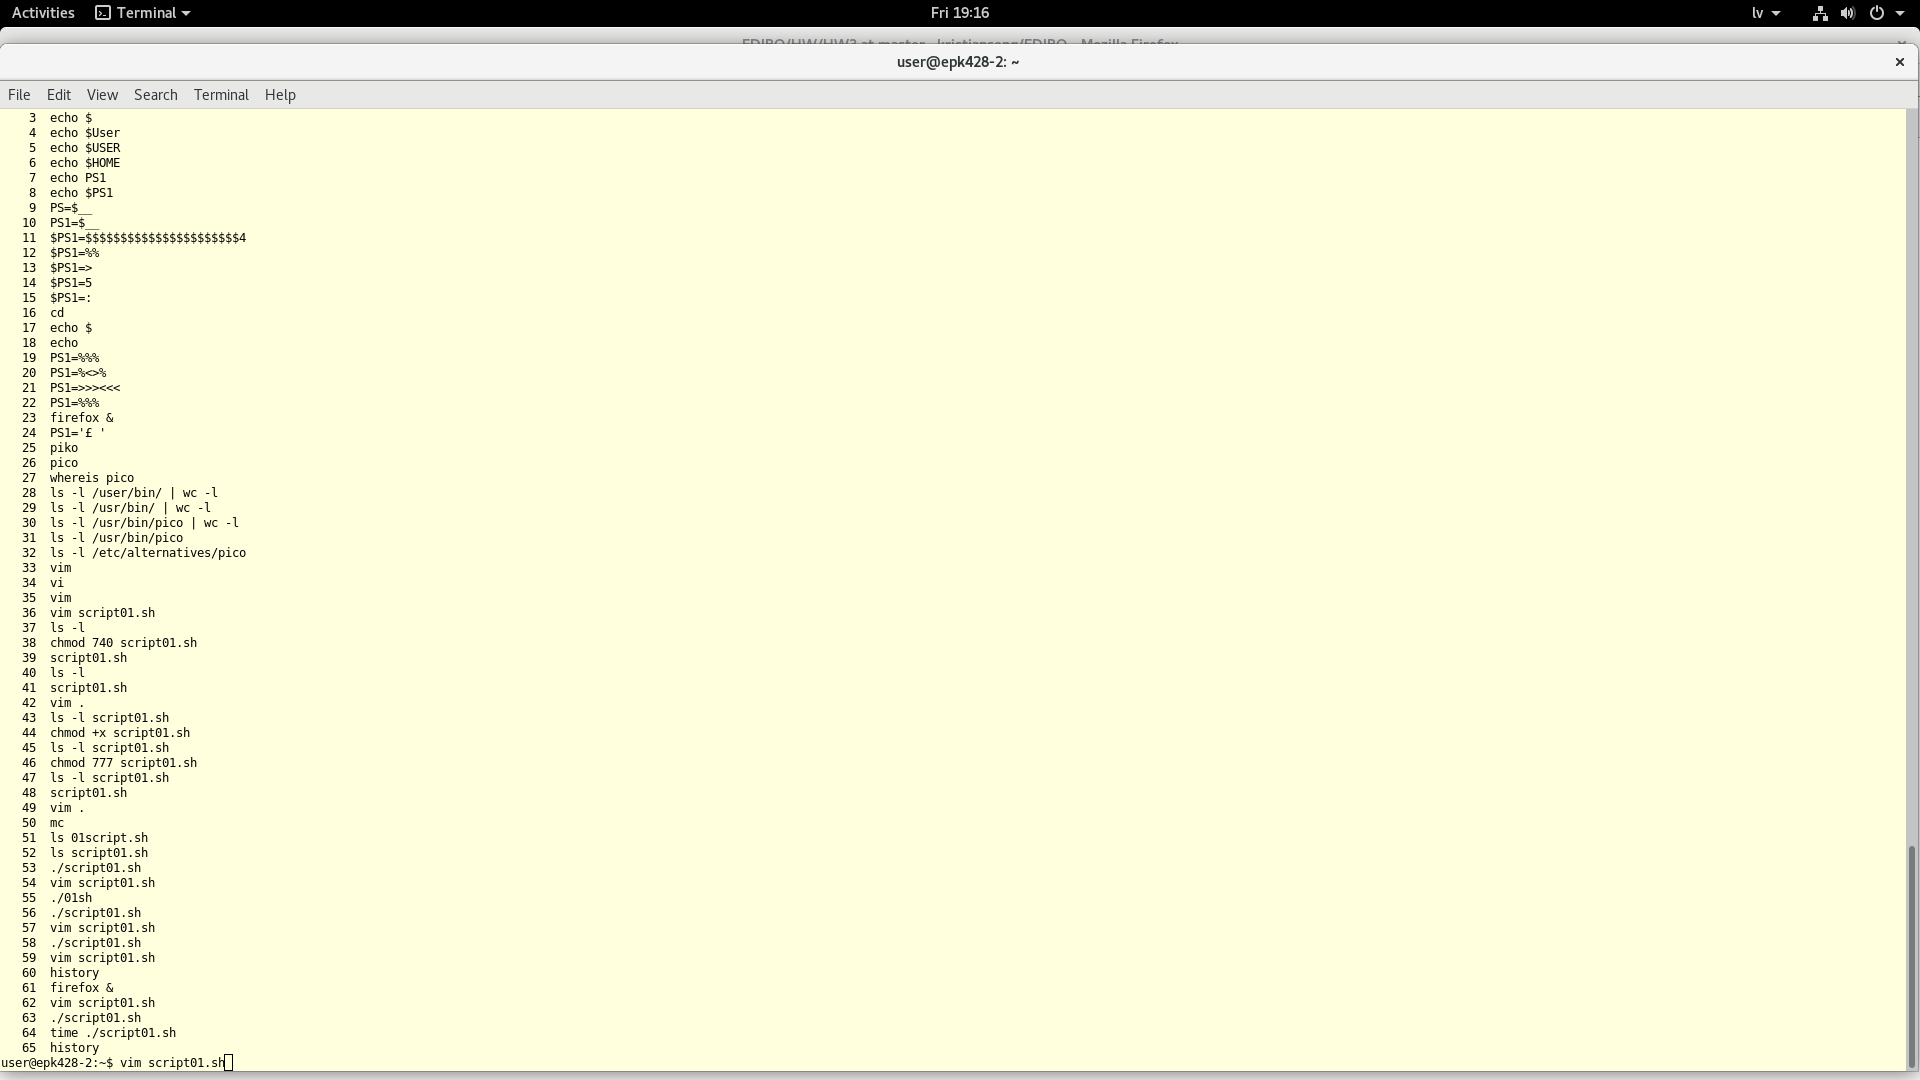 Activities Terminal Fri 19:16 lv
EDIBO/HW/HW3 at master · kristiansang/EDIBO - Mozilla Firefox
user@epk428-2: ~
File Edit View Search Terminal Help
3 echo $
4 echo $User
5 echo $USER
6 echo $HOME
7 echo PS1
8 echo $PS1
9 PS=$__
10 PS1=$__
11 $PS1=$$$$$$$$$$$$$$$$$$$$$$4
12 $PS1=%%
13 $PS1=>
14 $PS1=5
15 $PS1=:
16 cd
17 echo $
18 echo
19 PS1=%%%
20 PS1=%<>%
21 PS1=>>><<<
22 PS1=%%%
23 firefox &
24 PS1='£ '
25 piko
26 pico
27 whereis pico
28 ls -l /user/bin/ | wc -l
29 ls -l /usr/bin/ | wc -l
30 ls -l /usr/bin/pico | wc -l
31 ls -l /usr/bin/pico
32 ls -l /etc/alternatives/pico
33 vim
34 vi
35 vim
36 vim script01.sh
37 ls -l
38 chmod 740 script01.sh
39 script01.sh
40 ls -l
41 script01.sh
42 vim .
43 ls -l script01.sh
44 chmod +x script01.sh
45 ls -l script01.sh
46 chmod 777 script01.sh
47 ls -l script01.sh
48 script01.sh
49 vim .
50 mc
51 ls 01script.sh
52 ls script01.sh
53 ./script01.sh
54 vim script01.sh
55 ./01sh
56 ./script01.sh
57 vim script01.sh
58 ./script01.sh
59 vim script01.sh
60 history
61 firefox &
62 vim script01.sh
63 ./script01.sh
64 time ./script01.sh
65 history
user@epk428-2:~$ vim script01.sh